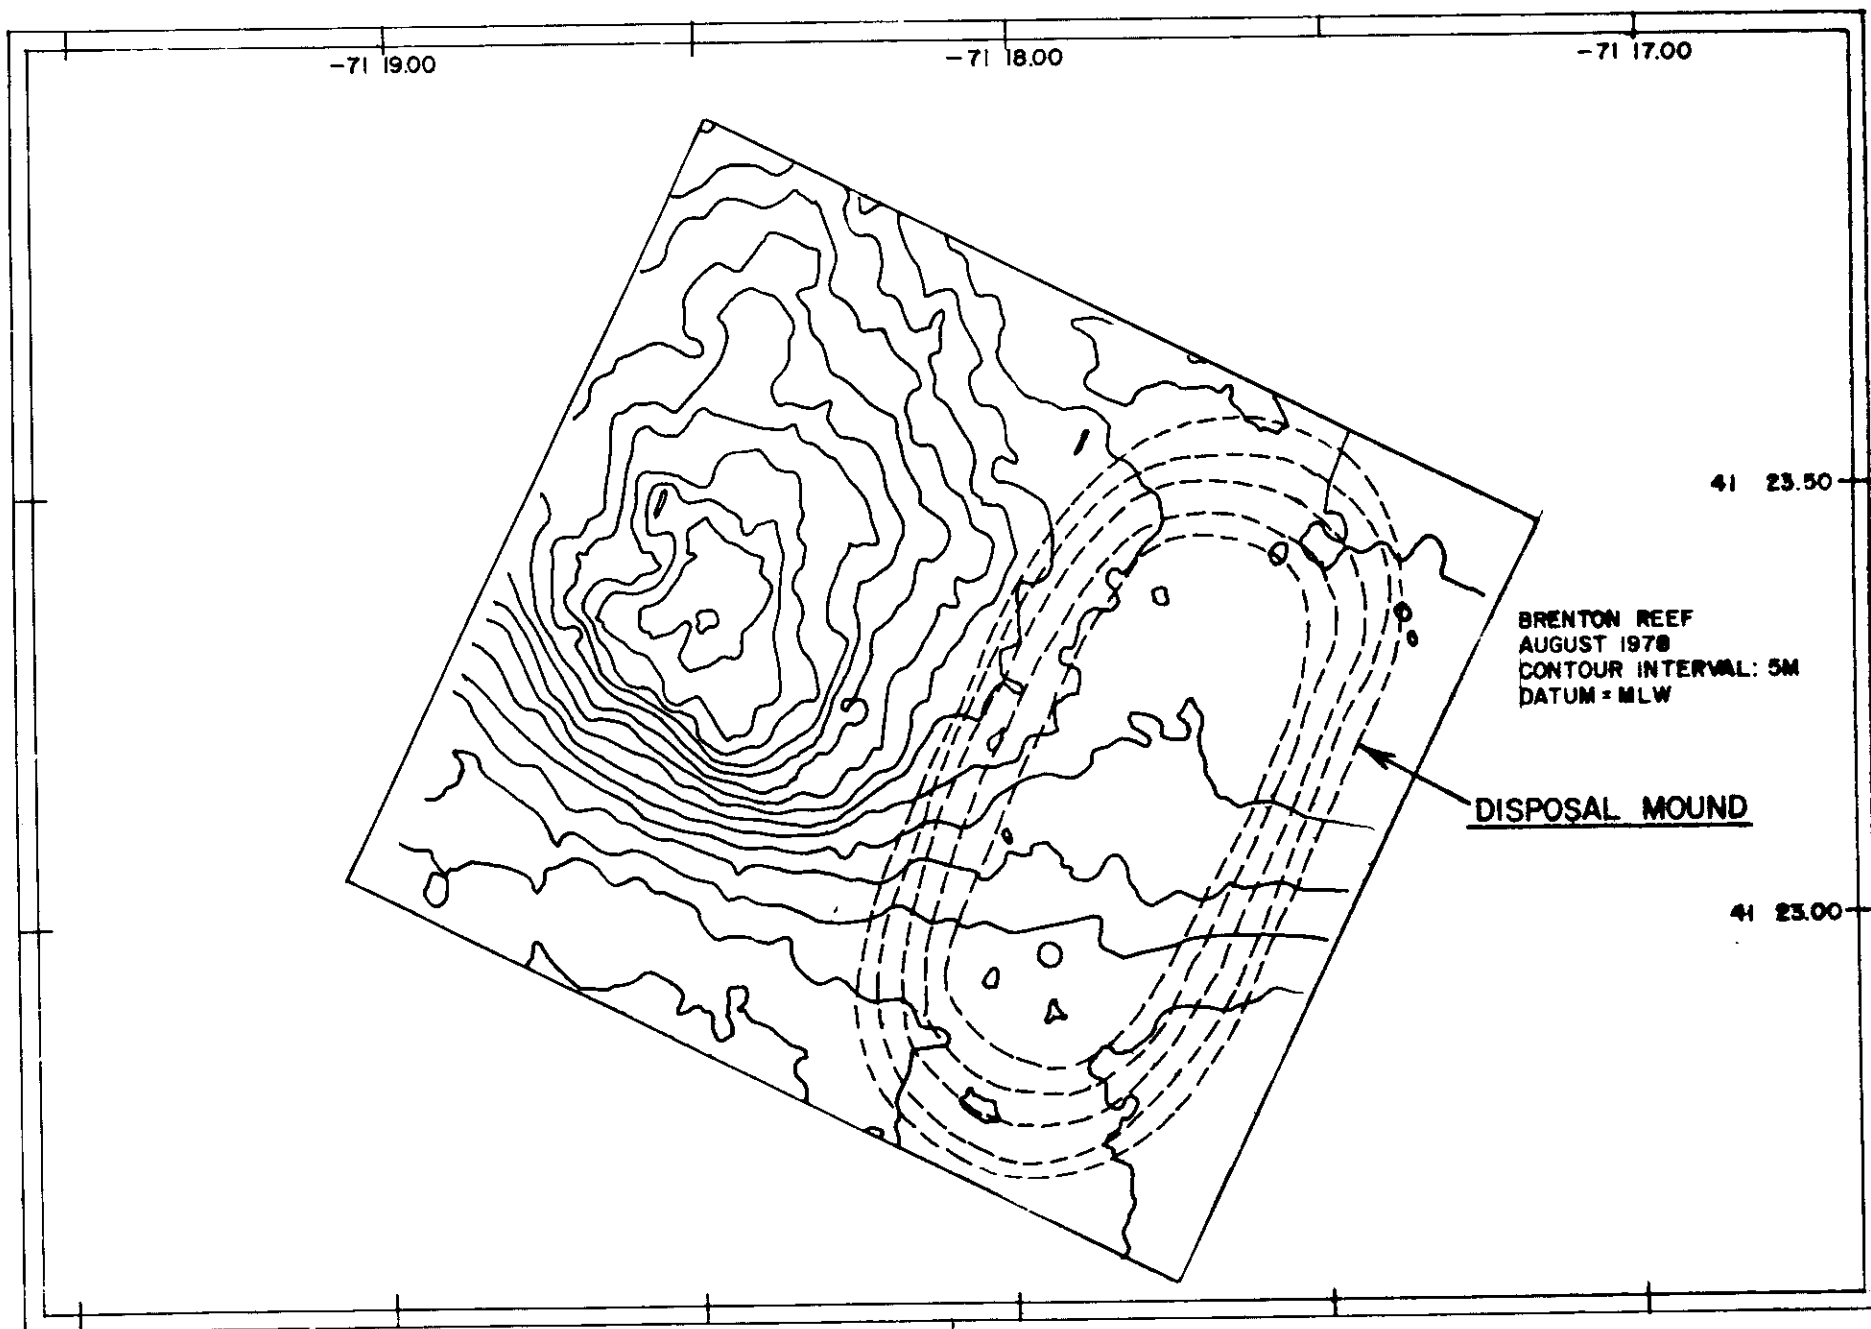 -71 19.00
-71 18.00
-71 17.00
41 23.50
BRENTON REEF
AUGUST 1978
CONTOUR INTERVAL: 5M
DATUM = MLW
DISPOSAL MOUND
41 23.00